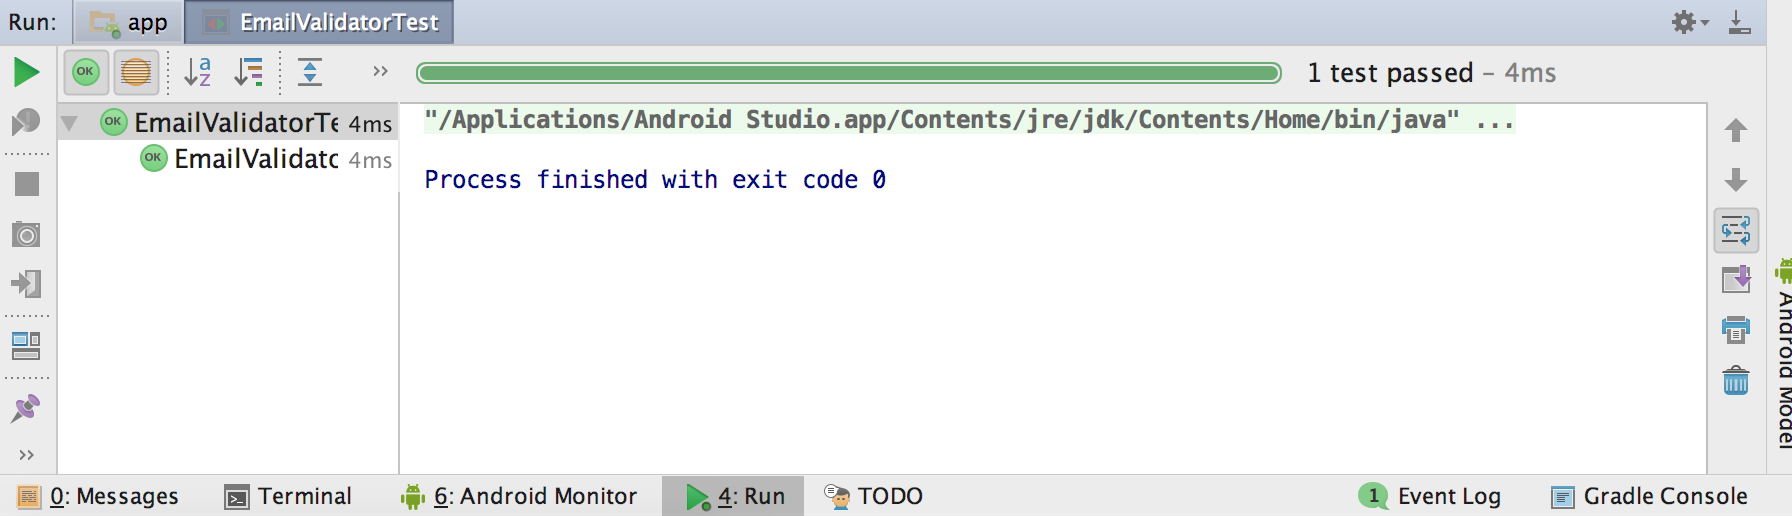 Run: app EmailValidatorTest
OK a z >> 1 test passed – 4ms
OK EmailValidatorTe 4ms
OK EmailValidatc 4ms
"/Applications/Android Studio.app/Contents/jre/jdk/Contents/Home/bin/java" ...
Process finished with exit code 0
Android Model
>>
0: Messages Terminal 6: Android Monitor 4: Run TODO 1 Event Log Gradle Console